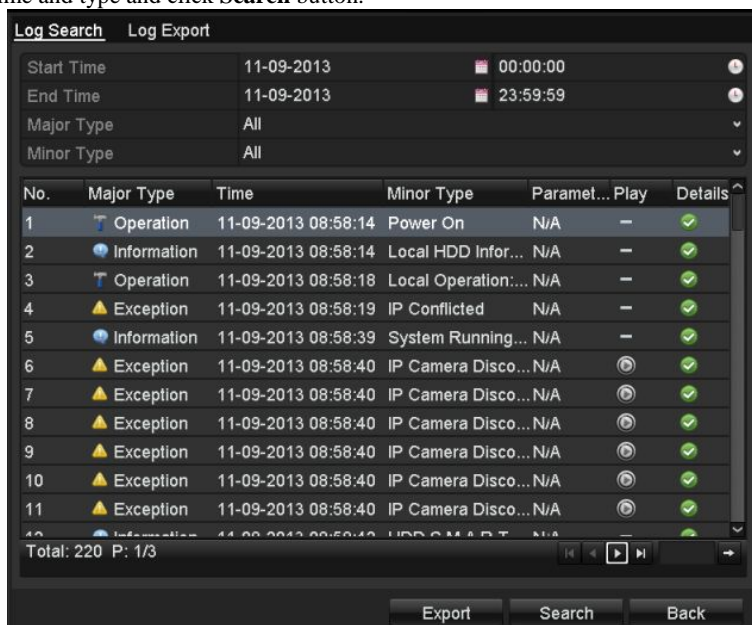 me and type and click Search button.
Log Search Log Export
Start Time 11-09-2013 00:00:00
End Time 11-09-2013 23:59:59
Major Type All
Minor Type All
No. Major Type Time Minor Type Paramet... Play Details
1 Operation 11-09-2013 08:58:14 Power On N/A –
2 Information 11-09-2013 08:58:14 Local HDD Infor... N/A –
3 Operation 11-09-2013 08:58:18 Local Operation:... N/A –
4 Exception 11-09-2013 08:58:19 IP Conflicted N/A –
5 Information 11-09-2013 08:58:39 System Running... N/A –
6 Exception 11-09-2013 08:58:40 IP Camera Disco... N/A
7 Exception 11-09-2013 08:58:40 IP Camera Disco... N/A
8 Exception 11-09-2013 08:58:40 IP Camera Disco... N/A
9 Exception 11-09-2013 08:58:40 IP Camera Disco... N/A
10 Exception 11-09-2013 08:58:40 IP Camera Disco... N/A
11 Exception 11-09-2013 08:58:40 IP Camera Disco... N/A
Total: 220 P: 1/3
Export Search Back